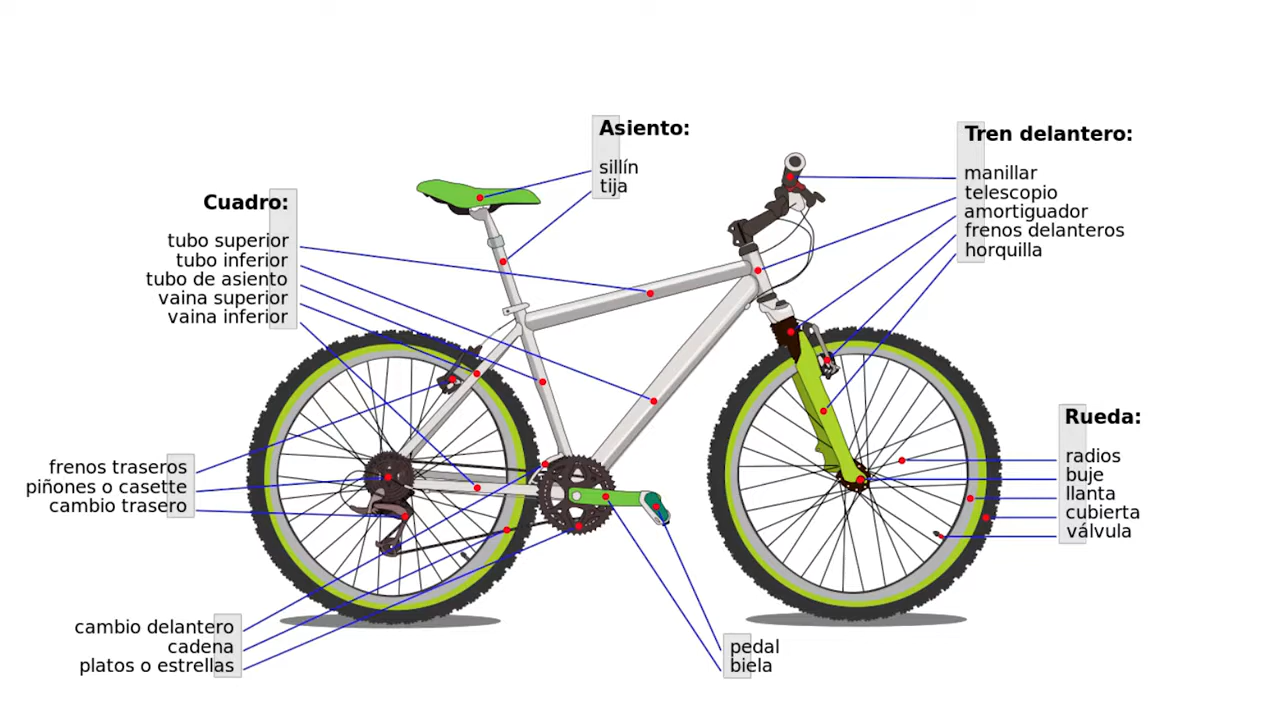 Asiento:
sillín
tija
Tren delantero:
manillar
telescopio
amortiguador
frenos delanteros
horquilla
Cuadro:
tubo superior
tubo inferior
tubo de asiento
vaina superior
vaina inferior
Rueda:
radios
buje
llanta
cubierta
válvula
frenos traseros
piñones o casette
cambio trasero
cambio delantero
cadena
platos o estrellas
pedal
biela